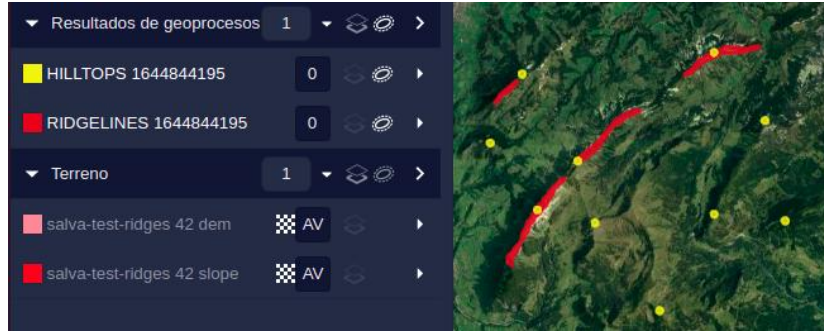 Resultados de geoprocesos 1
HILLTOPS 1644844195 0
RIDGELINES 1644844195 0
Terreno 1
salva-test-ridges 42 dem AV
salva-test-ridges 42 slope AV